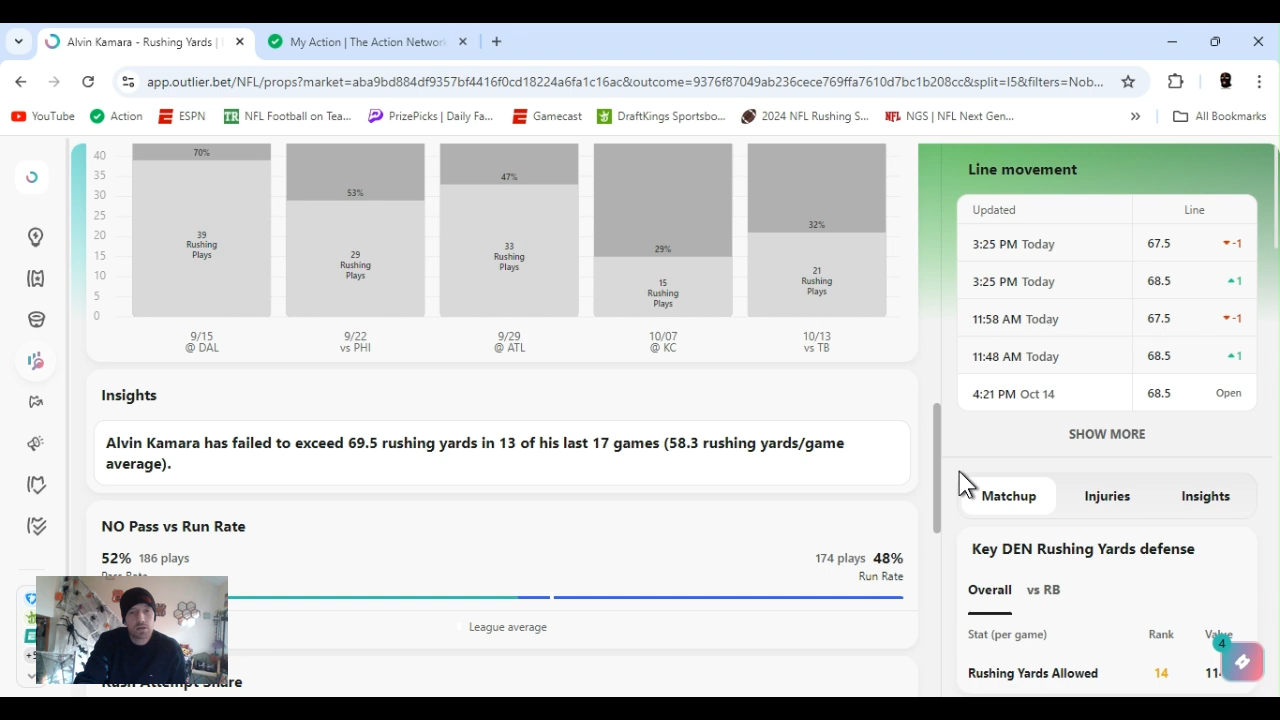 Alvin Kamara - Rushing Yards |
My Action | The Action Network
app.outlier.bet/NFL/props?market=aba9bd884df9357bf4416f0cd18224a6fa1c16ac&outcome=9376f87049ab236cece769ffa7610d7bc1b208cc&split=l5&filters=Nob...
YouTube
Action
ESPN
NFL Football on Tea...
PrizePicks | Daily Fa...
Gamecast
DraftKings Sportsbo...
2024 NFL Rushing S...
NGS | NFL Next Gen...
»
All Bookmarks
40
35
30
25
20
15
10
5
0
70%
39
Rushing
Plays
53%
29
Rushing
Plays
47%
33
Rushing
Plays
29%
15
Rushing
Plays
32%
21
Rushing
Plays
9/15
@ DAL
9/22
vs PHI
9/29
@ ATL
10/07
@ KC
10/13
vs TB
Insights
Alvin Kamara has failed to exceed 69.5 rushing yards in 13 of his last 17 games (58.3 rushing yards/game
average).
NO Pass vs Run Rate
52% 186 plays
174 plays 48%
Run Rate
League average
Share
Line movement
Updated Line
3:25 PM Today 67.5 -1
3:25 PM Today 68.5 1
11:58 AM Today 67.5 -1
11:48 AM Today 68.5 1
4:21 PM Oct 14 68.5 Open
SHOW MORE
Matchup Injuries Insights
Key DEN Rushing Yards defense
Overall vs RB
Stat (per game) Rank Value
4
Rushing Yards Allowed 14